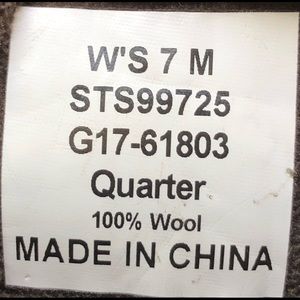 W'S 7 M
STS99725
G17-61803
Quarter
100% Wool
MADE IN CHINA